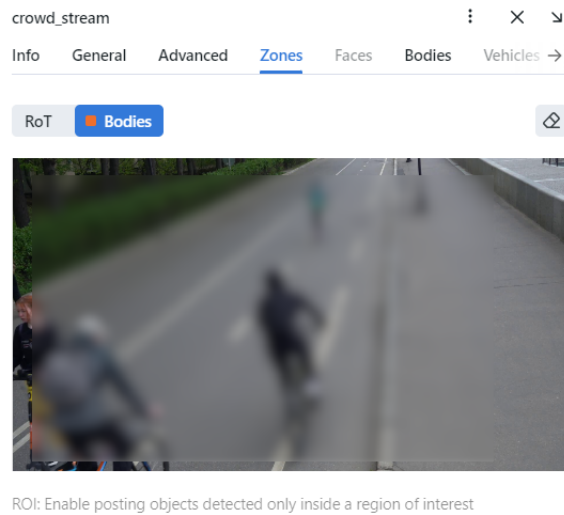 crowd_stream
Info General Advanced Zones Faces Bodies Vehicles
RoT Bodies
ROI: Enable posting objects detected only inside a region of interest